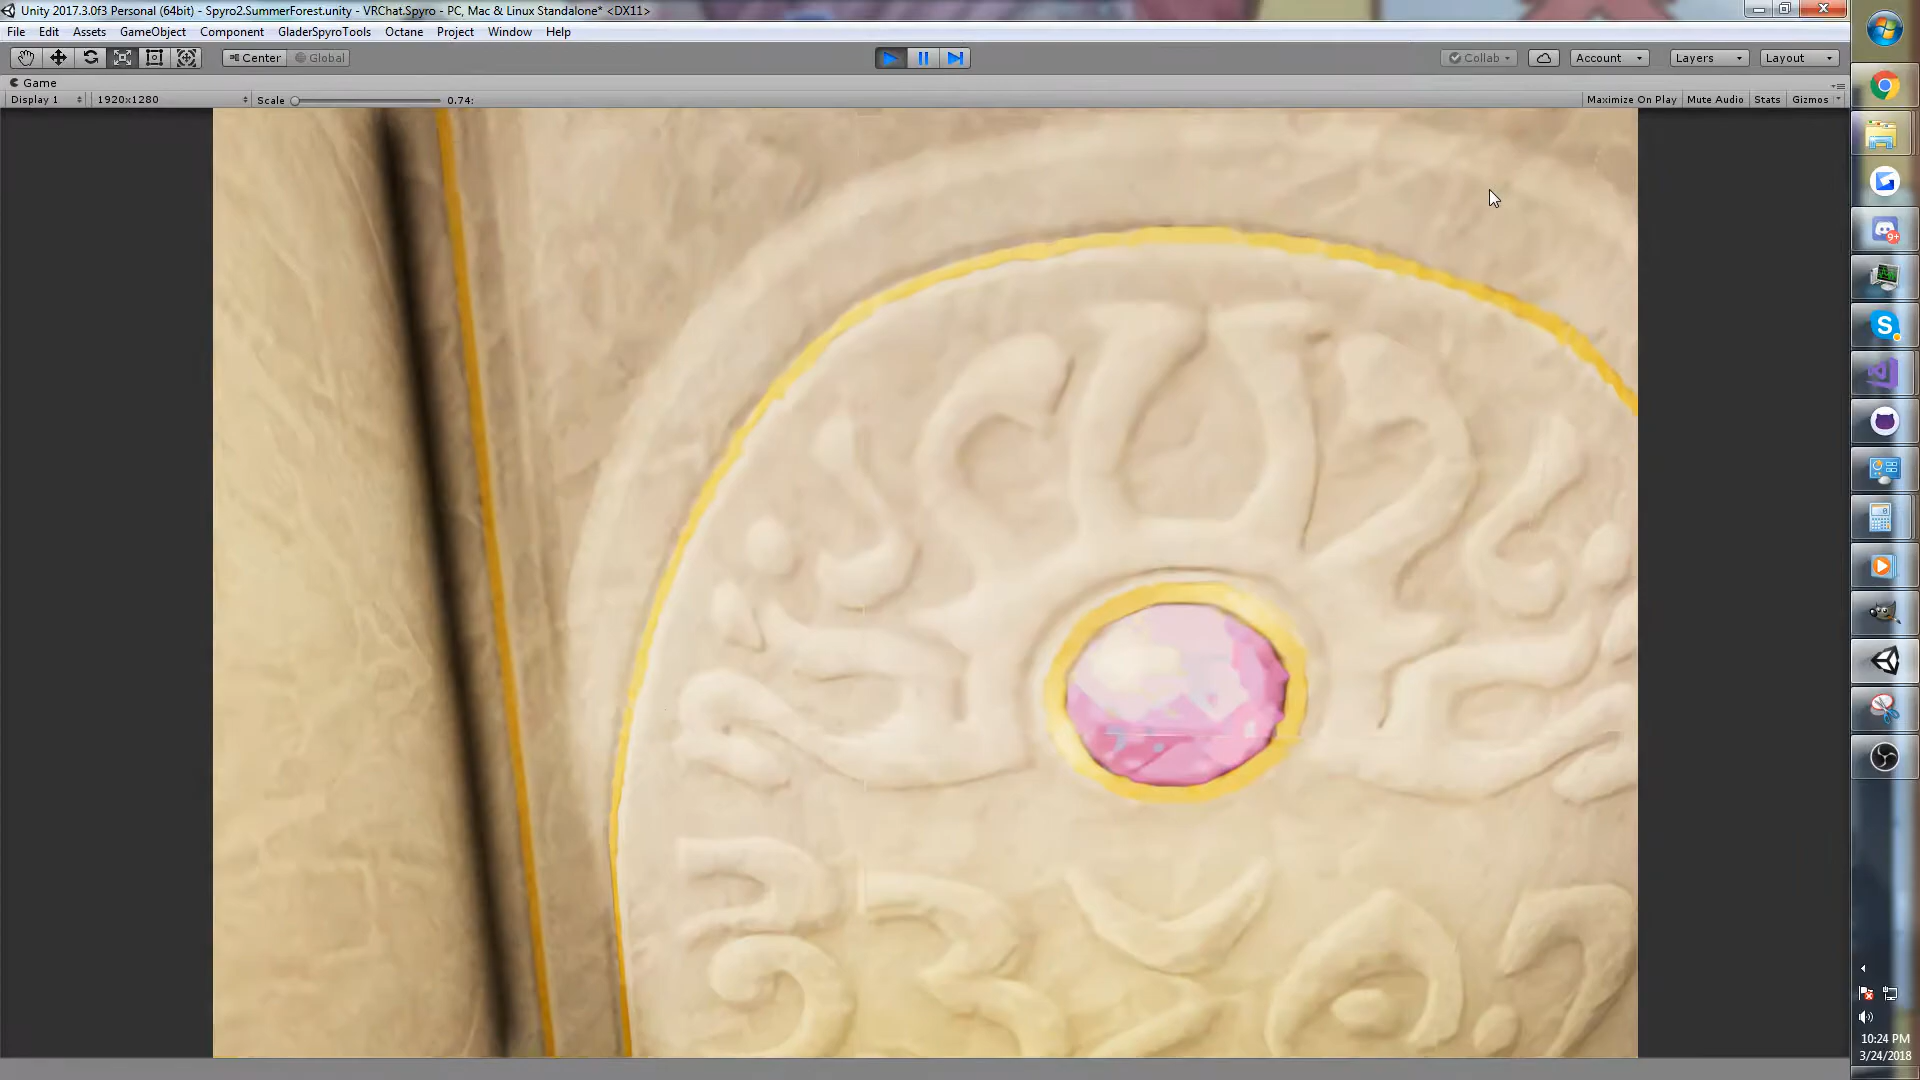 Unity 2017.3.0f3 Personal (64bit) - Spyro2.SummerForest.unity - VRChat.Spyro - PC, Mac & Linux Standalone* <DX11>
File Edit Assets GameObject Component GladerSpyroTools Octane Project Window Help
Center Global Collab Account Layers Layout
Game
Display 1 1920x1280 Scale 0.74: Maximize On Play Mute Audio Stats Gizmos
9+
S
10:24 PM
3/24/2018